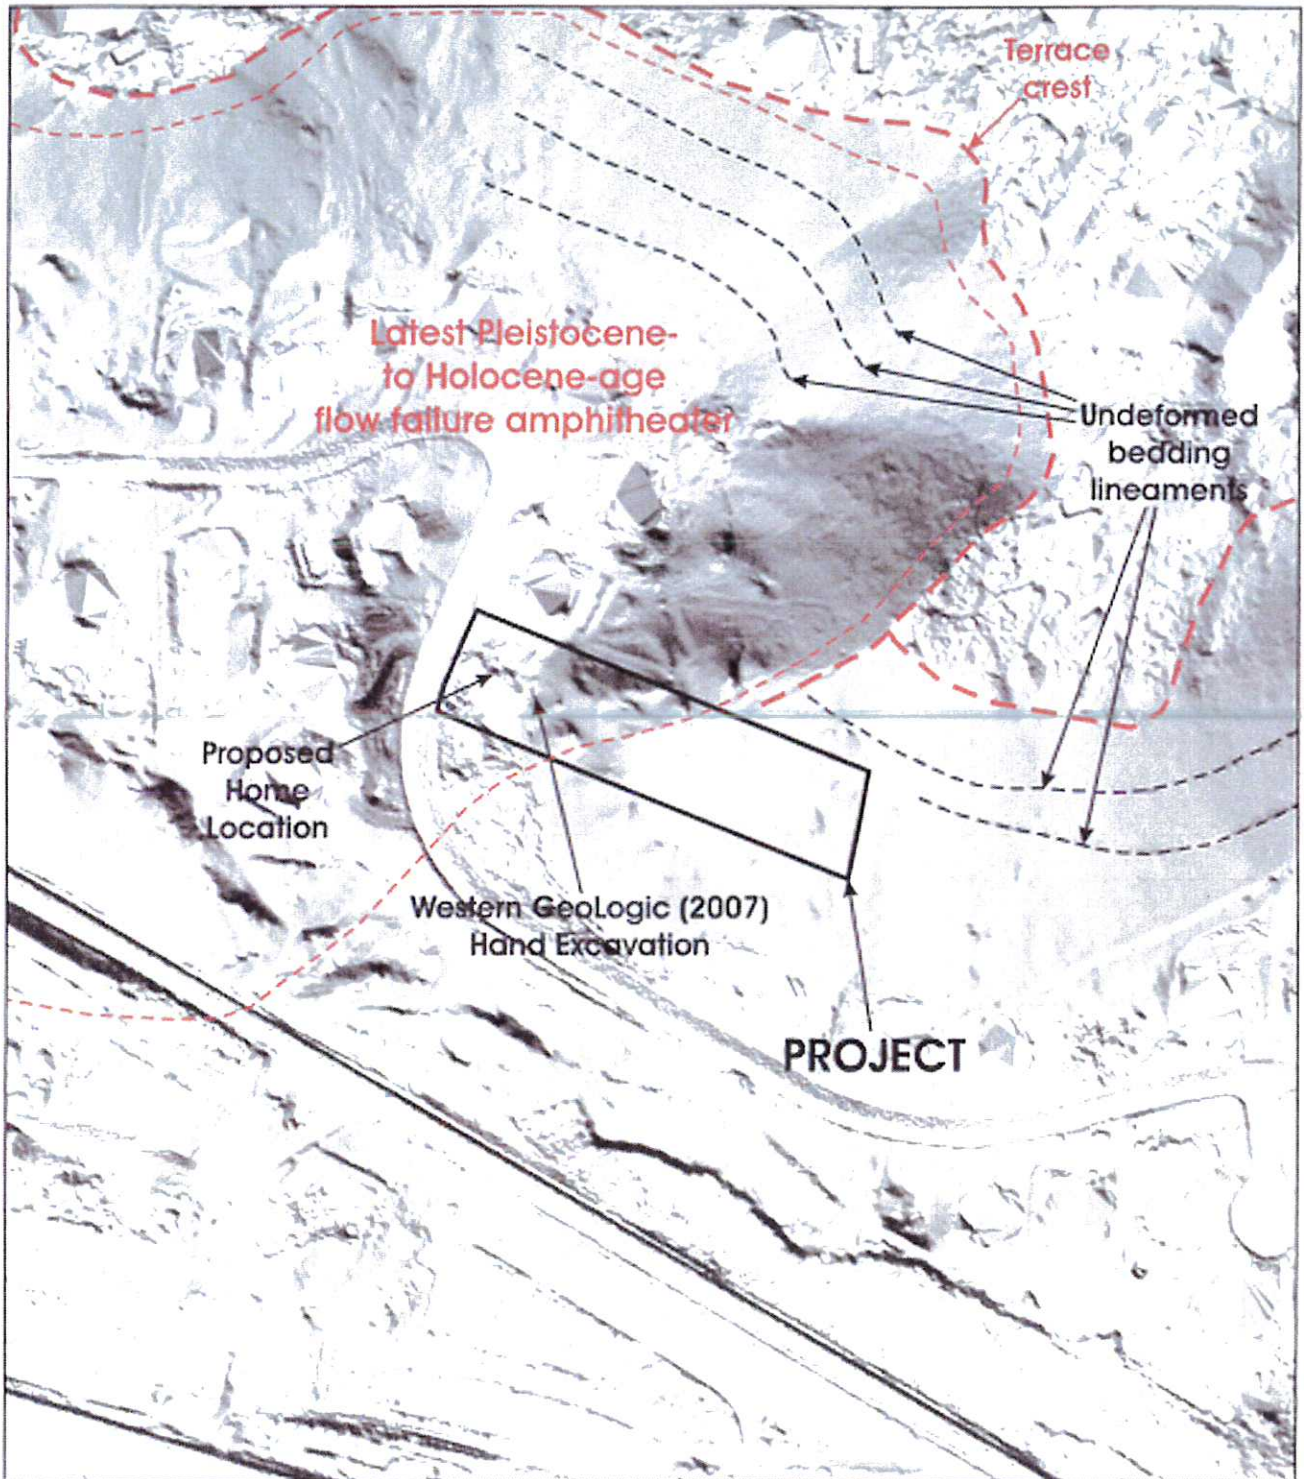 Terrace
crest
Latest Pleistocene-
to Holocene-age
flow failure amphitheater
Undeformed
bedding
lineaments
Proposed
Home
Location
Western GeoLogic (2007)
Hand Excavation
PROJECT